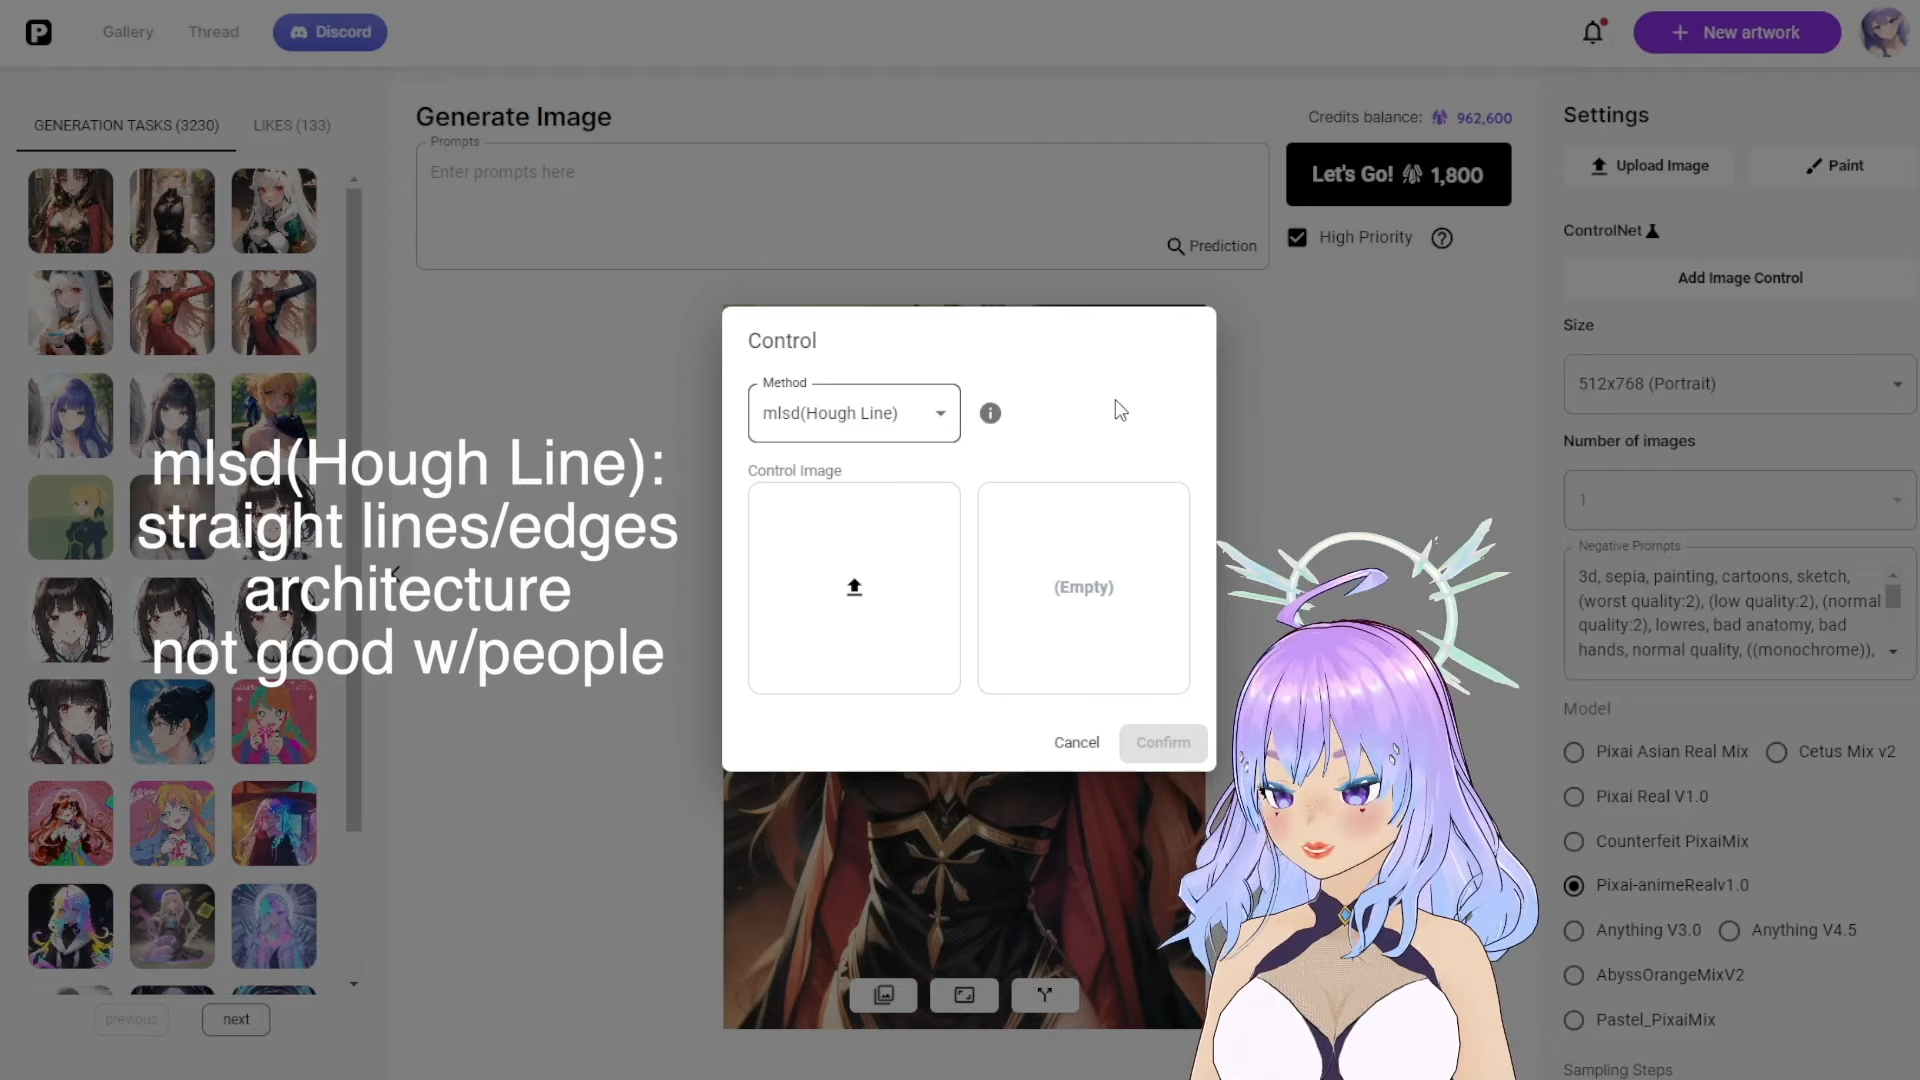 P
Gallery
Thread
Discord
New artwork
GENERATION TASKS (3230)
LIKES (133)
previous
next
mlsd(Hough Line):
straight lines/edges
architecture
not good w/people
Generate Image
Credits balance: 962,600
Prompts
Enter prompts here
Prediction
Let's Go! 1,800
High Priority
Control
Method
mlsd(Hough Line)
Control Image
(Empty)
Cancel
Confirm
Settings
Upload Image
Paint
ControlNet
Add Image Control
Size
512x768 (Portrait)
Number of images
1
Negative Prompts
3d, sepia, painting, cartoons, sketch,
(worst quality:2), (low quality:2), (normal
quality:2), lowres, bad anatomy, bad
hands, normal quality, ((monochrome)),
Model
Pixai Asian Real Mix
Cetus Mix v2
Pixai Real V1.0
Counterfeit PixaiMix
Pixai-animeRealv1.0
Anything V3.0
Anything V4.5
AbyssOrangeMixV2
Pastel_PixaiMix
Sampling Steps